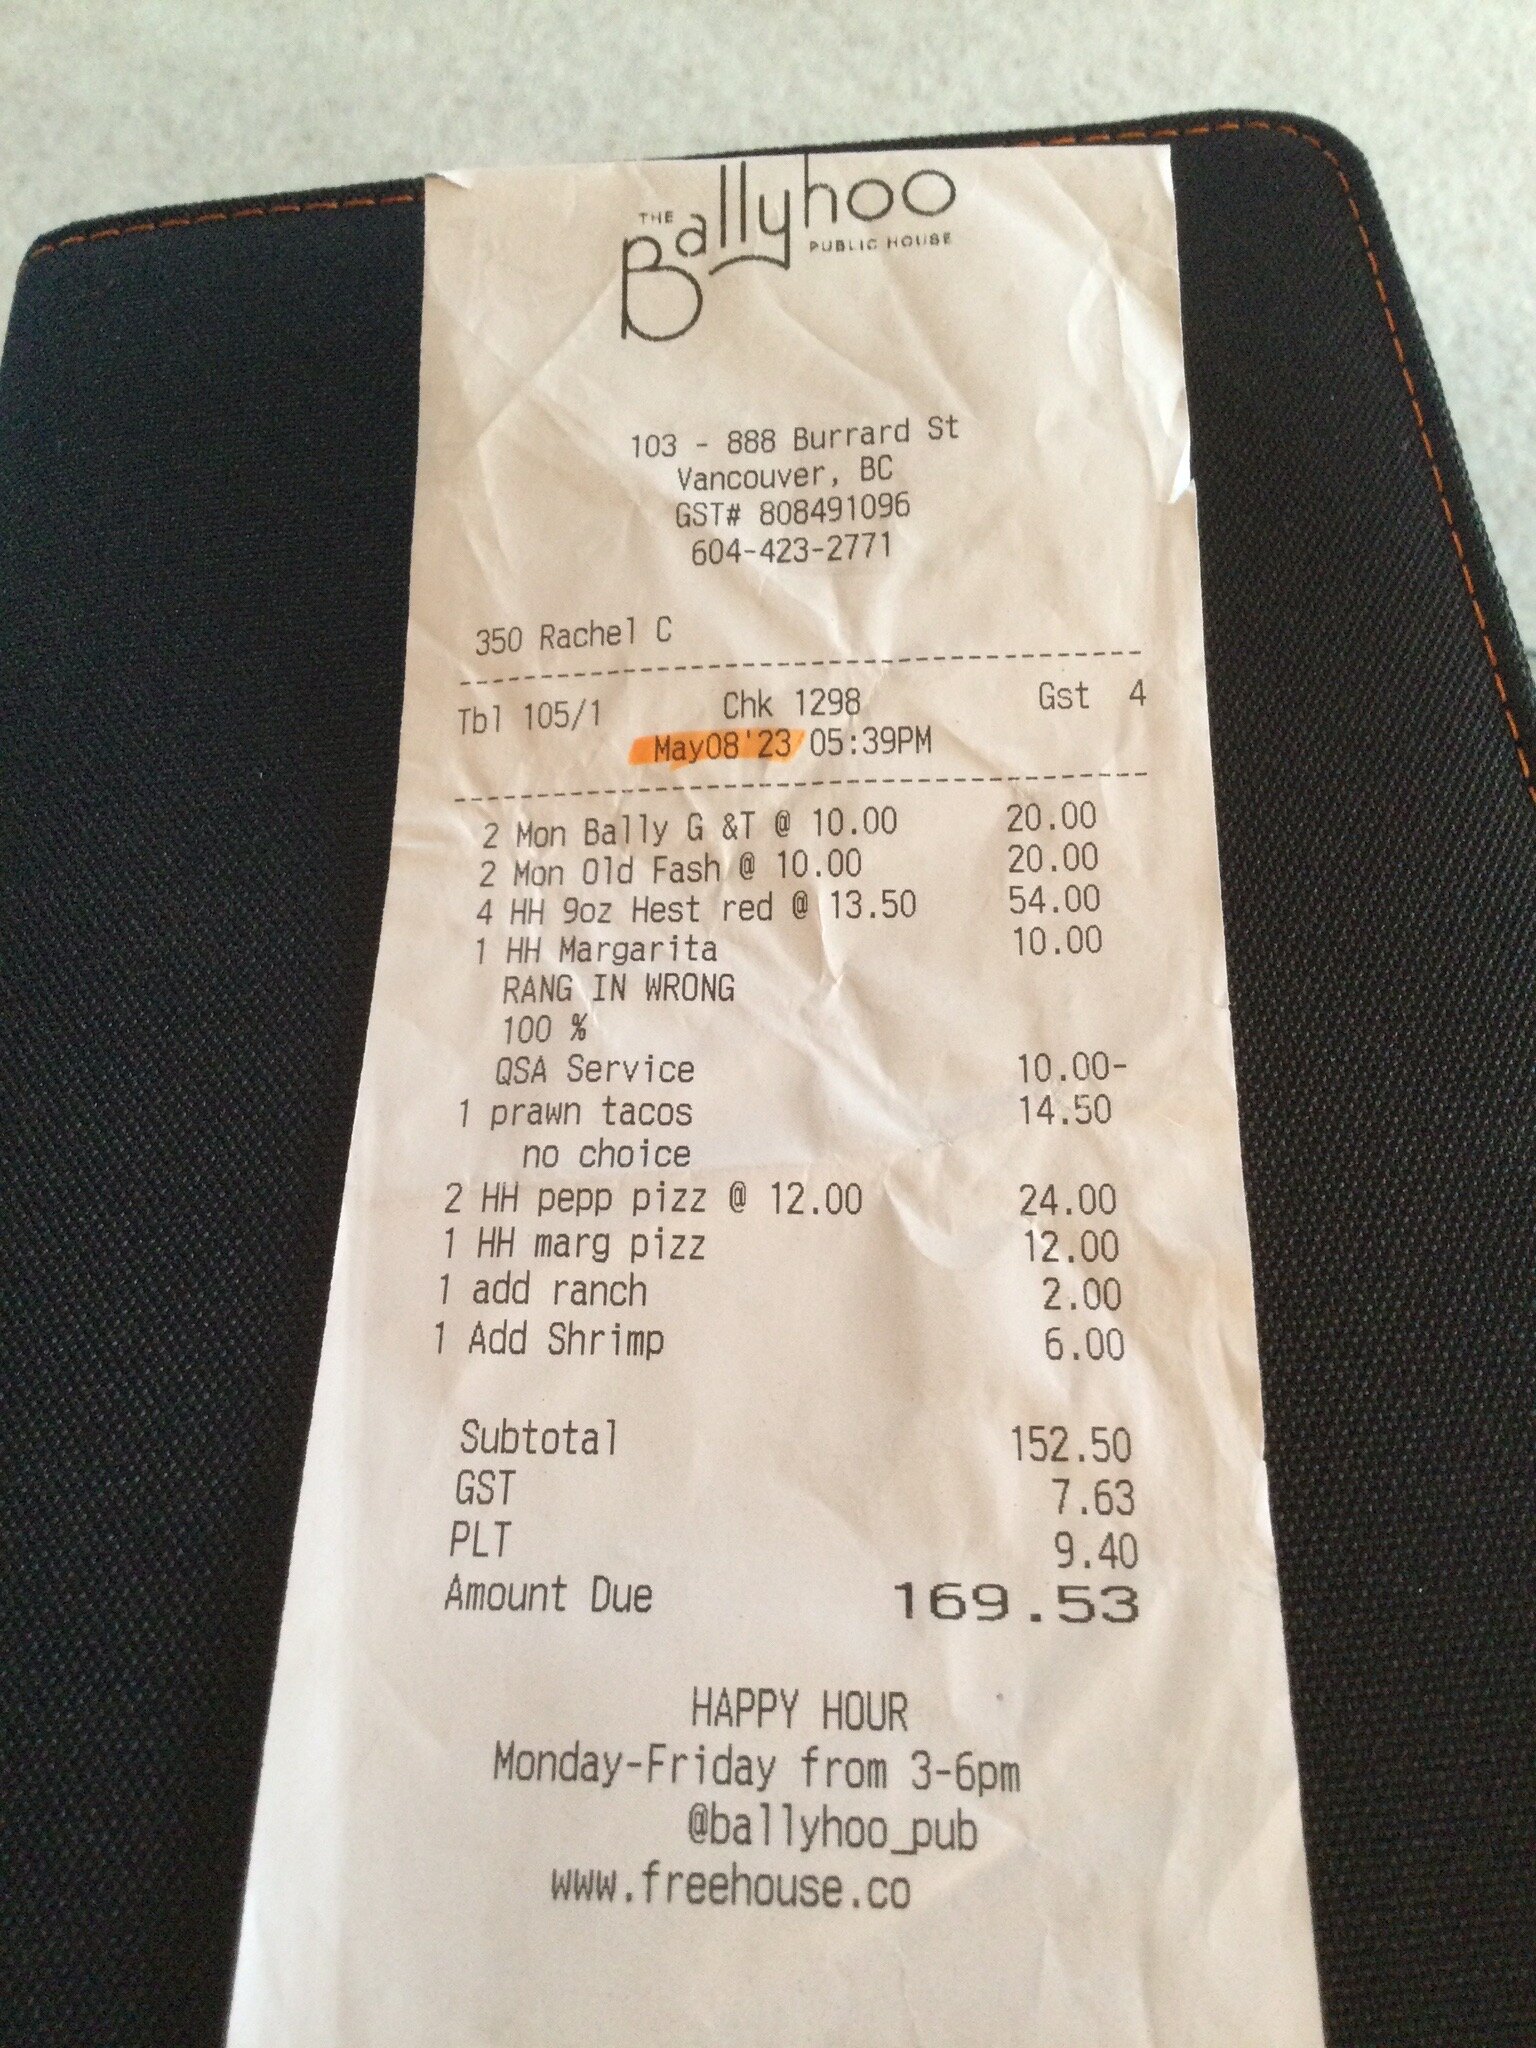 THE Ballyhoo
PUBLIC HOUSE
103 - 888 Burrard St
Vancouver, BC
GST# 808491096
604-423-2771
350 Rachel C
Tbl 105/1 Chk 1298 Gst 4
May08'23 05:39PM
2 Mon Bally G &T @ 10.00 20.00
2 Mon Old Fash @ 10.00 20.00
4 HH 9oz Hest red @ 13.50 54.00
1 HH Margarita 10.00
RANG IN WRONG
100 %
QSA Service 10.00-
1 prawn tacos 14.50
no choice
2 HH pepp pizz @ 12.00 24.00
1 HH marg pizz 12.00
1 add ranch 2.00
1 Add Shrimp 6.00
Subtotal 152.50
GST 7.63
PLT 9.40
Amount Due 169.53
HAPPY HOUR
Monday-Friday from 3-6pm
@ballyhoo_pub
www.freehouse.co